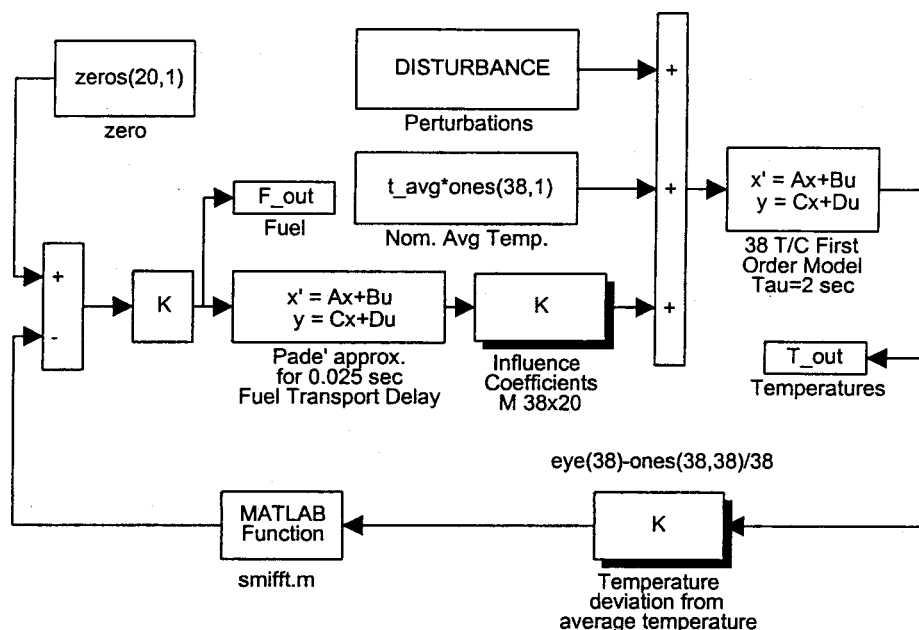 zeros(20,1)
zero
DISTURBANCE
Perturbations
t_avg*ones(38,1)
Nom. Avg Temp.
F_out
Fuel
+
+
+
x' = Ax+Bu
y = Cx+Du
38 T/C First
Order Model
Tau=2 sec
+
-
K
x' = Ax+Bu
y = Cx+Du
Pade' approx.
for 0.025 sec
Fuel Transport Delay
K
Influence
Coefficients
M 38x20
T_out
Temperatures
eye(38)-ones(38,38)/38
MATLAB
Function
smifft.m
K
Temperature
deviation from
average temperature